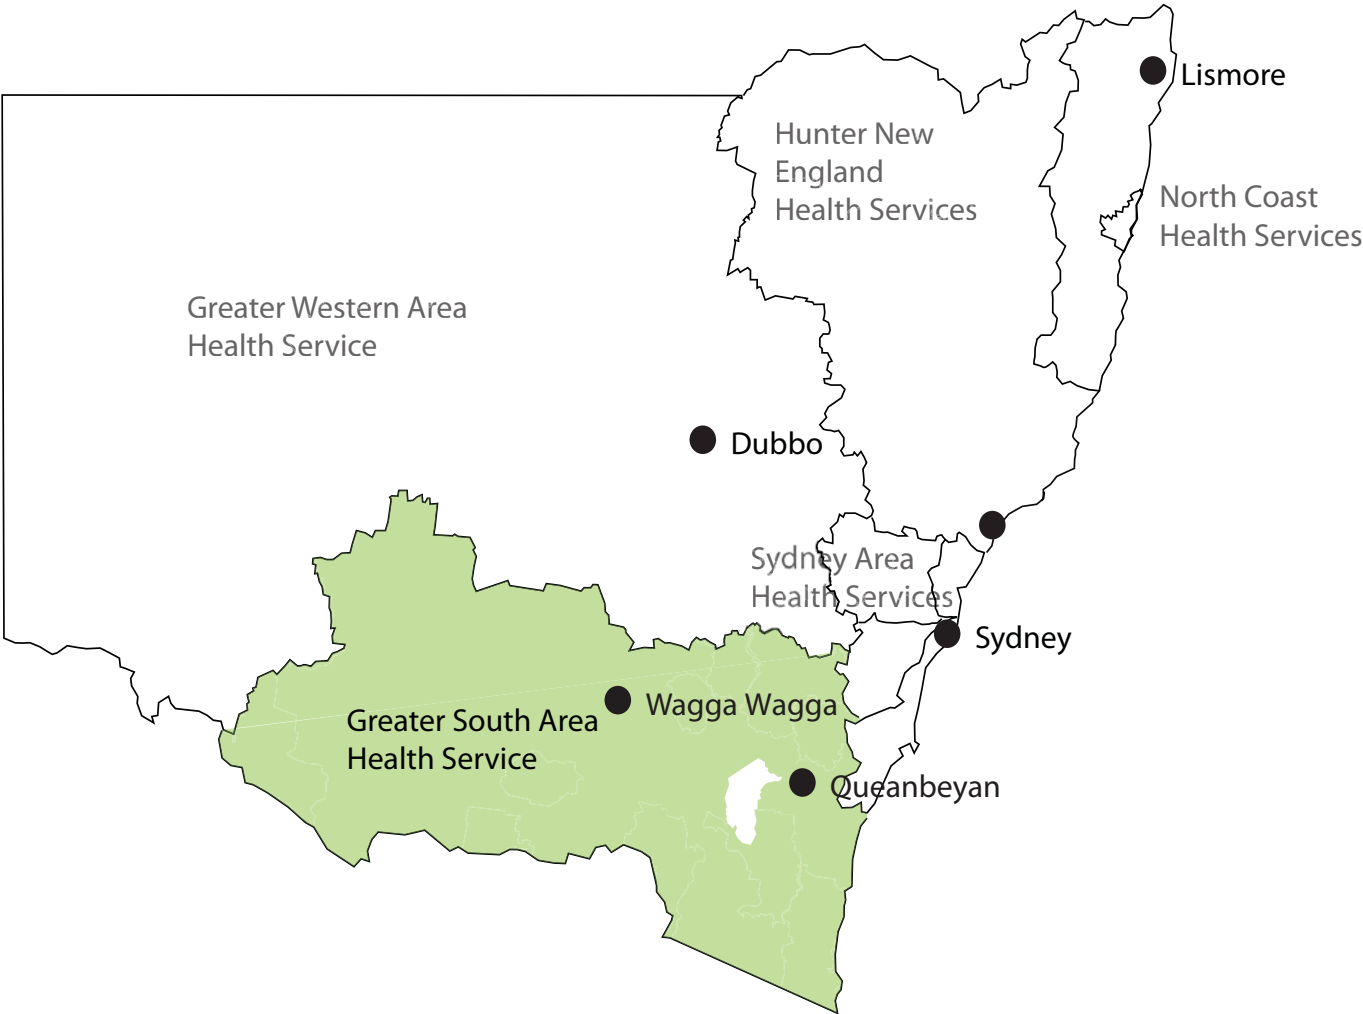 Lismore
Hunter New
England
Health Services
North Coast
Health Services
Greater Western Area
Health Service
Dubbo
Sydney Area
Health Services
Sydney
Wagga Wagga
Greater South Area
Health Service
Queanbeyan